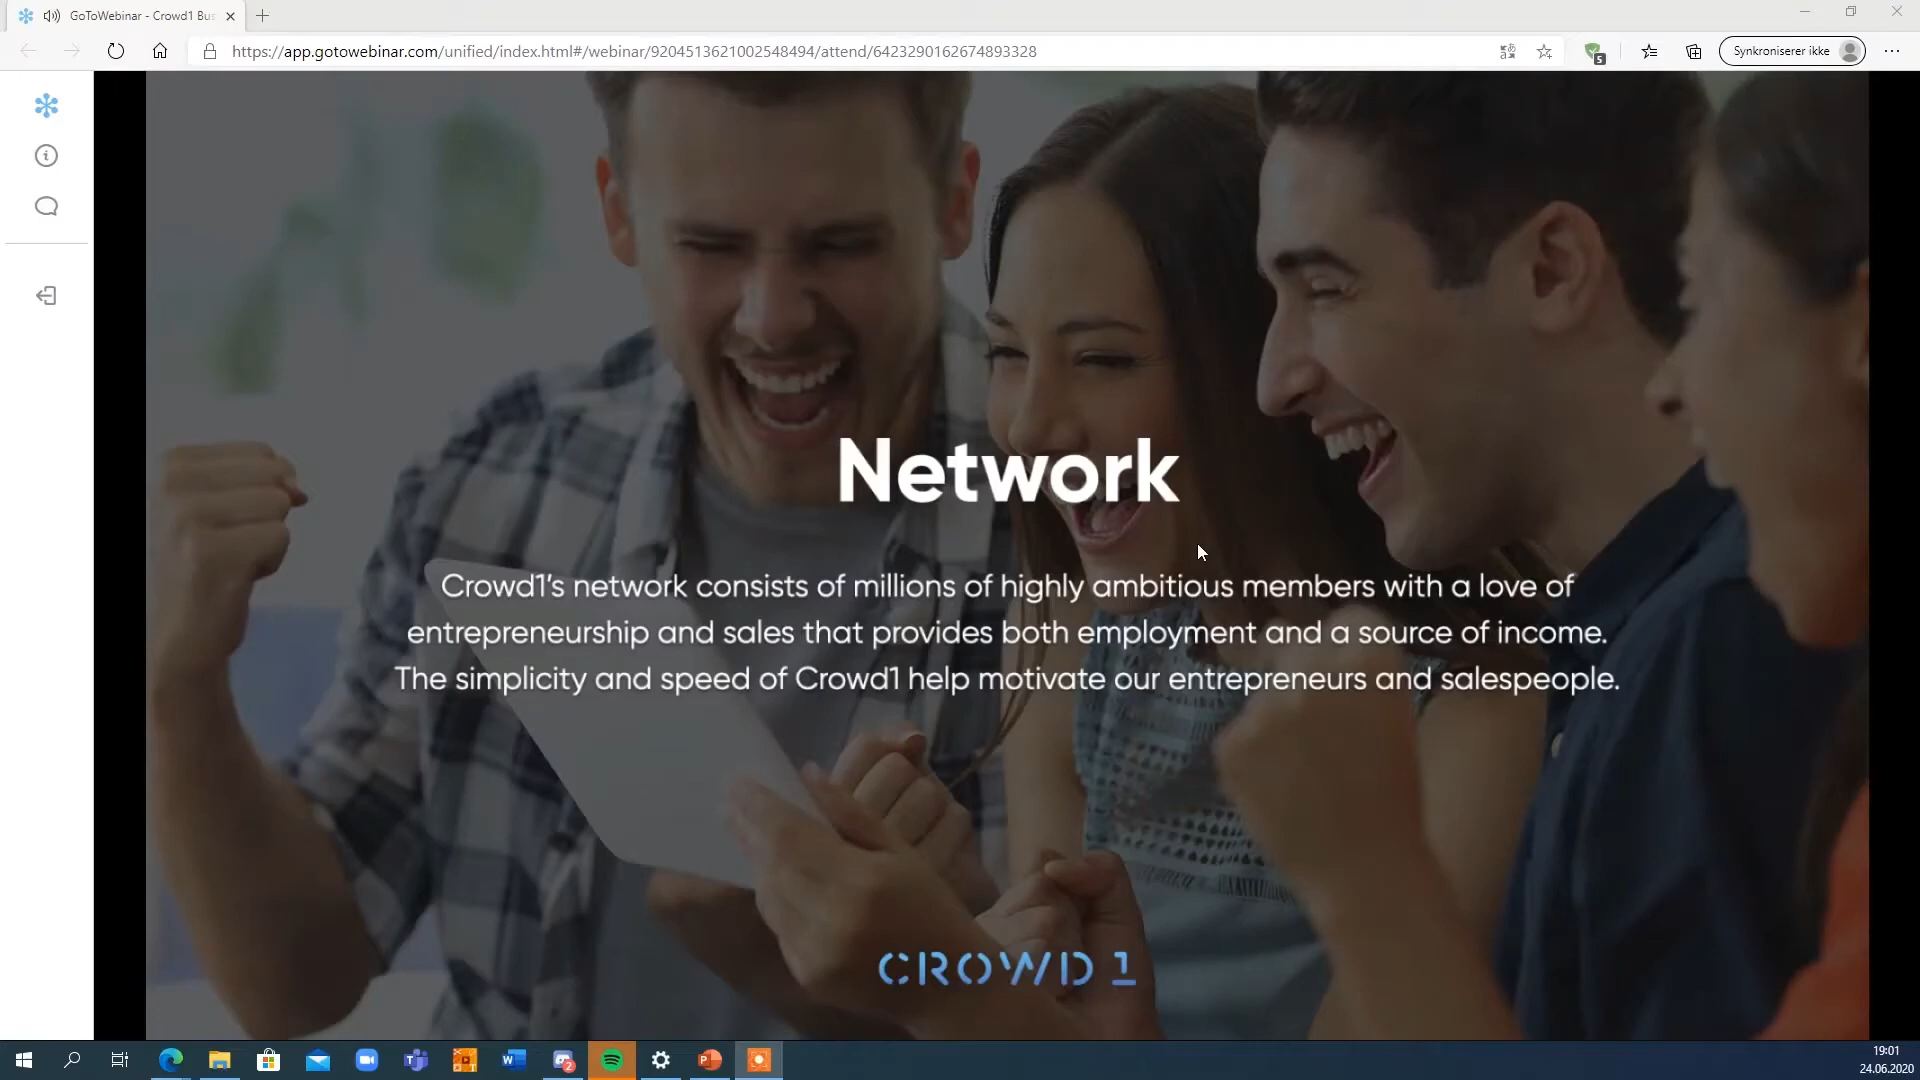 GoToWebinar - Crowd1 Bus
https://app.gotowebinar.com/unified/index.html#/webinar/9204513621002548494/attend/6423290162674893328
5
Synkroniserer ikke
Network
Crowd1's network consists of millions of highly ambitious members with a love of
entrepreneurship and sales that provides both employment and a source of income.
The simplicity and speed of Crowd1 help motivate our entrepreneurs and salespeople.
CROWD 1
2
19:01
24.06.2020